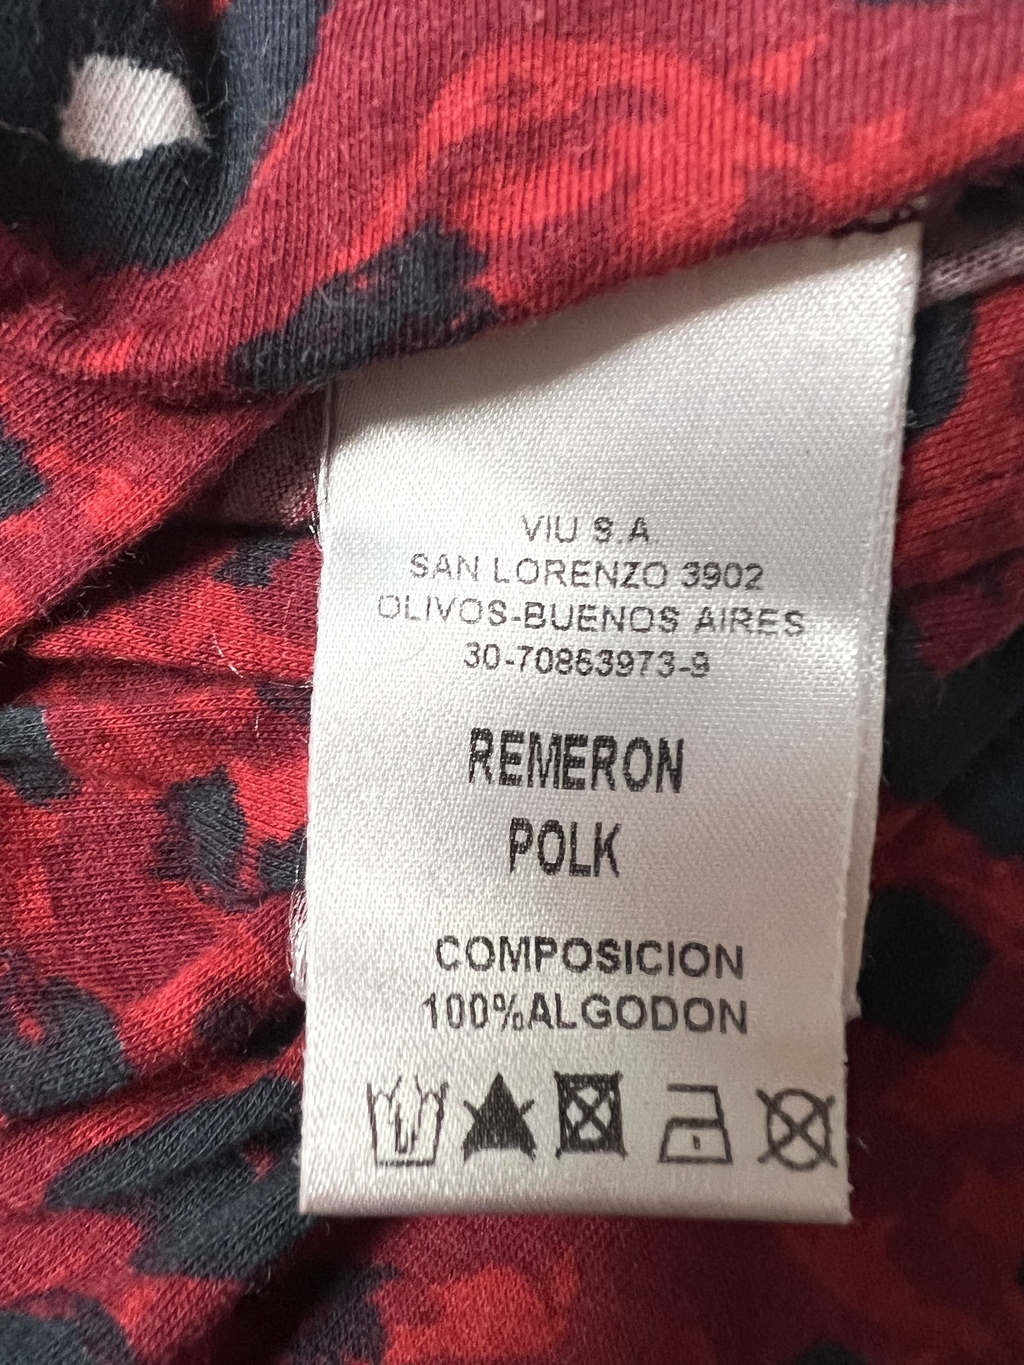 VIU S.A
SAN LORENZO 3902
OLIVOS-BUENOS AIRES
30-70863973-9
REMERON
POLK
COMPOSICION
100%ALGODON